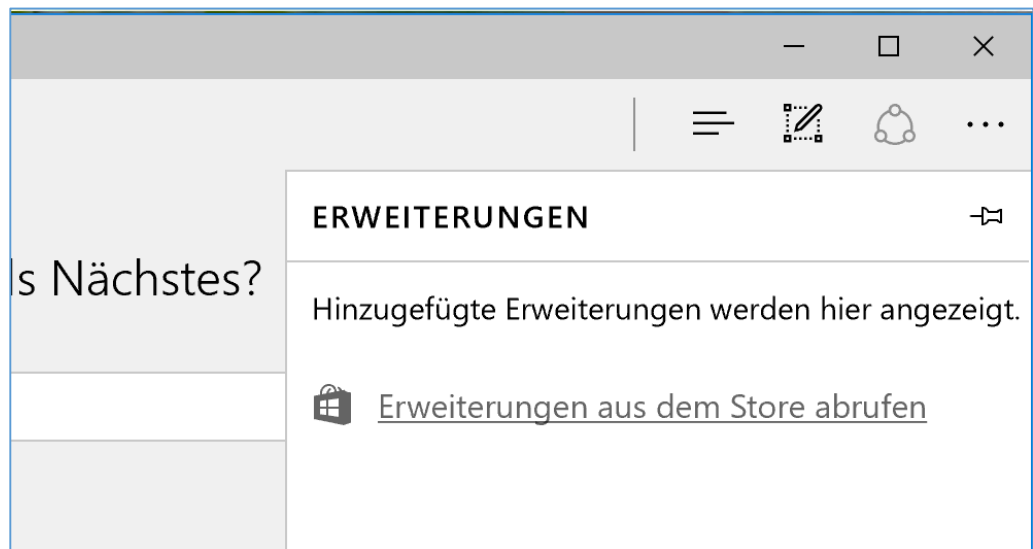 ERWEITERUNGEN
ls Nächstes?
Hinzugefügte Erweiterungen werden hier angezeigt.
Erweiterungen aus dem Store abrufen